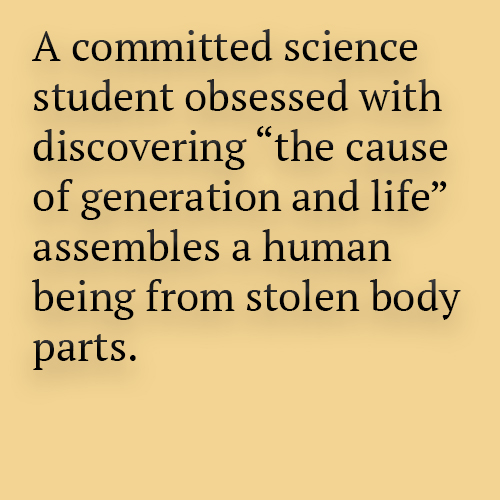 A committed science
student obsessed with
discovering “the cause
of generation and life”
assembles a human
being from stolen body
parts.